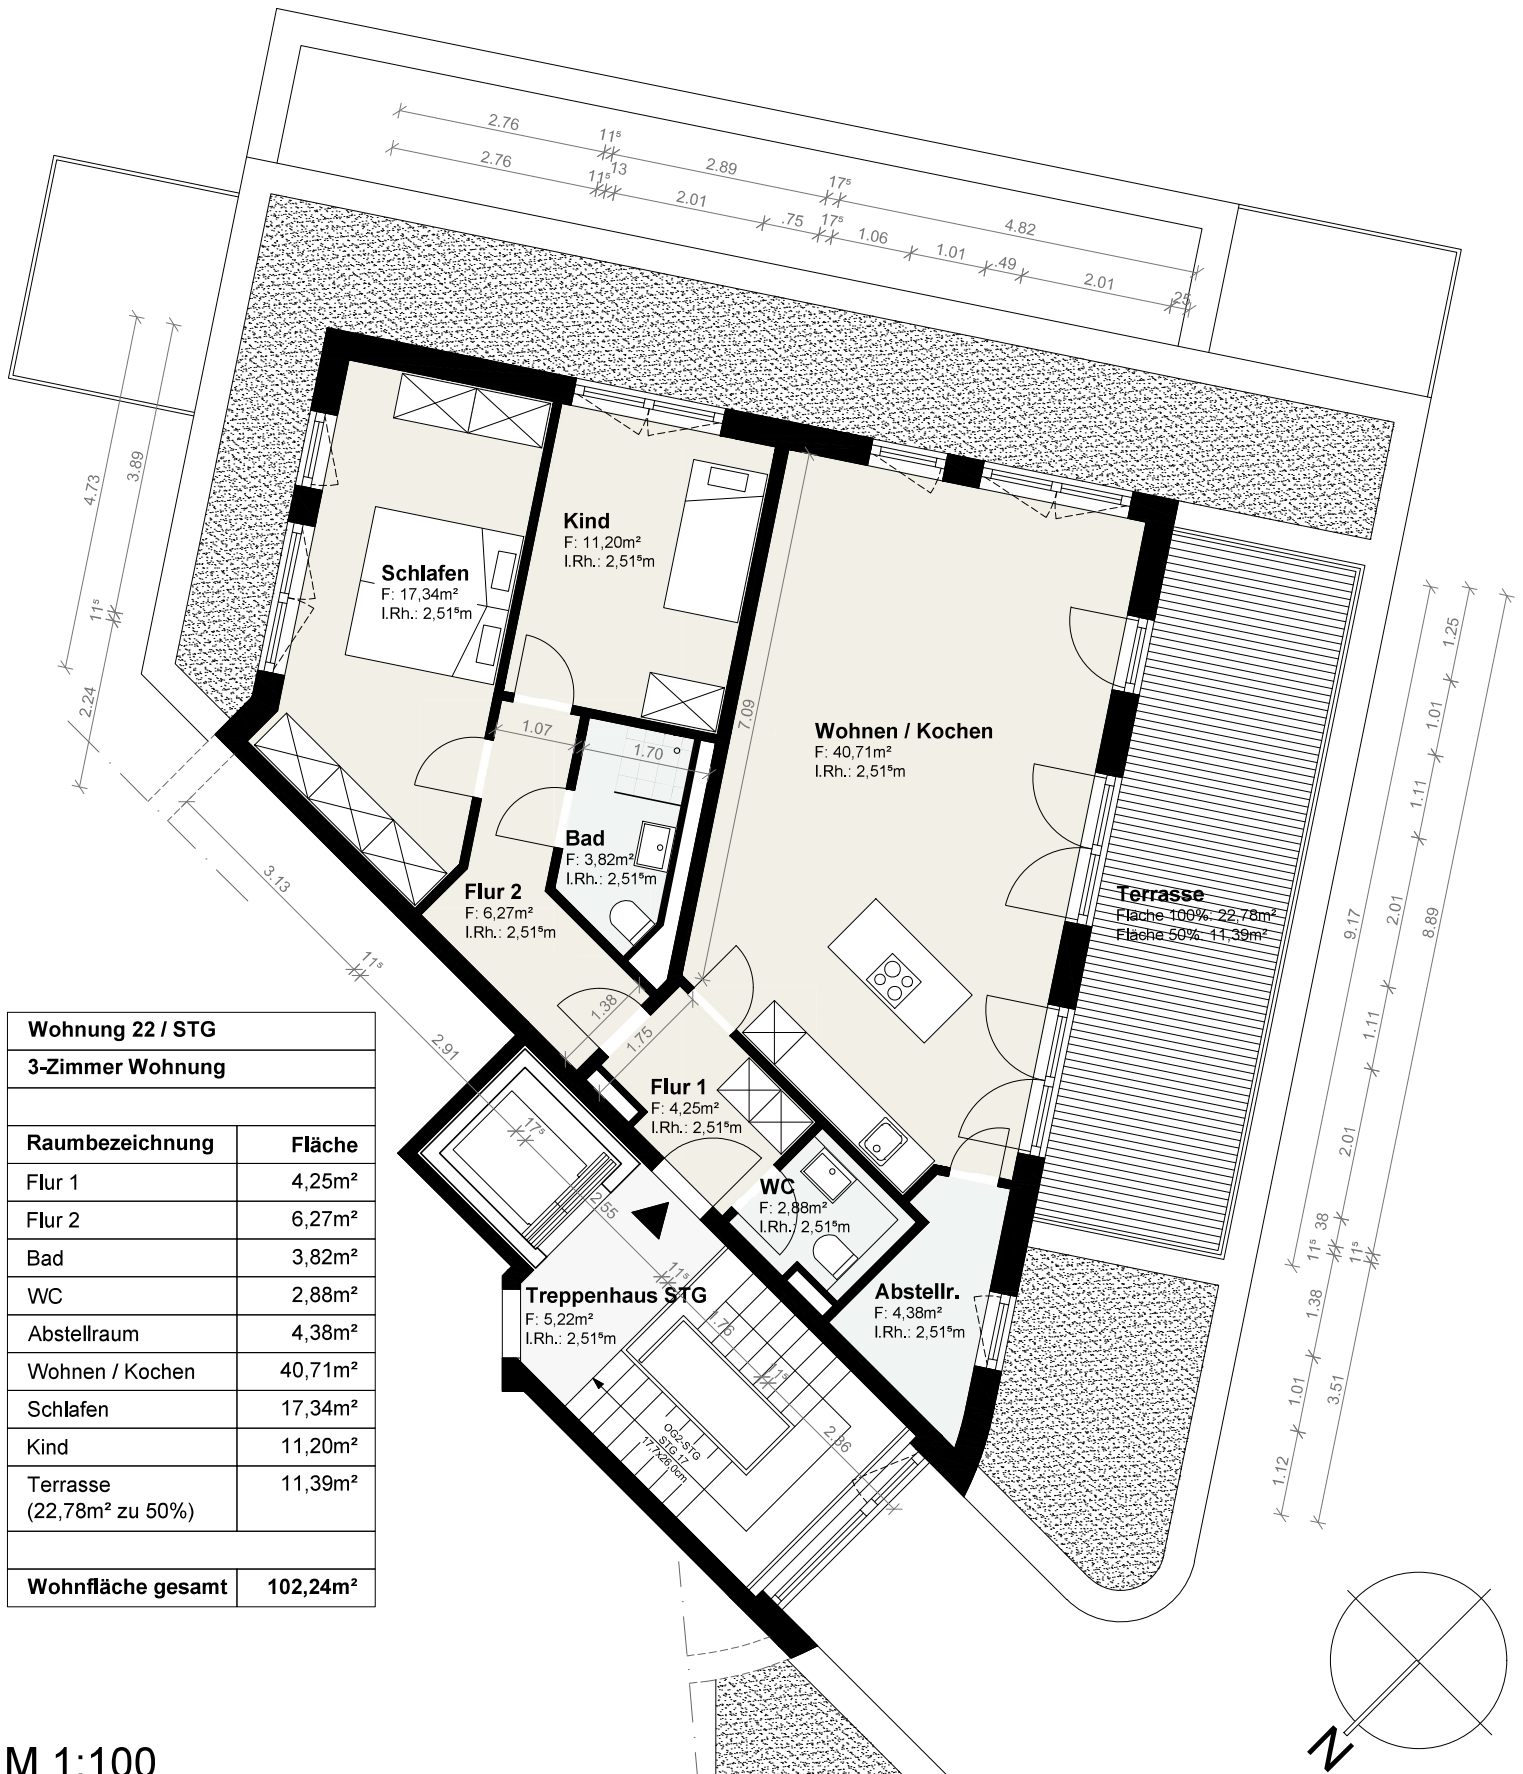 2.76
11⁵
2.89
17⁵
4.82
2.76
11⁵
13
2.01
.75
17⁵
1.06
1.01
.49
2.01
25
4.73
3.89
11⁵
2.24
Kind
F: 11,20m²
l.Rh.: 2,51⁵m
Schlafen
F: 17,34m²
l.Rh.: 2,51⁵m
7.09
1.07
1.70
Wohnen / Kochen
F: 40,71m²
l.Rh.: 2,51⁵m
Bad
F: 3,82m²
l.Rh.: 2,51⁵m
Flur 2
F: 6,27m²
l.Rh.: 2,51⁵m
Terrasse
Fläche 100%: 22,78m²
Fläche 50%: 11,39m²
1.25
1.01
1.11
2.01
1.11
2.01
38
11⁵
1.38
1.01
1.12
9.17
8.89
11⁵
3.51
3.13
11⁵
2.91
17⁵
2.55
11⁵
1.76
11⁵
2.36
1.38
1.75
Flur 1
F: 4,25m²
l.Rh.: 2,51⁵m
WC
F: 2,88m²
l.Rh.: 2,51⁵m
Treppenhaus STG
F: 5,22m²
l.Rh.: 2,51⁵m
Abstellr.
F: 4,38m²
l.Rh.: 2,51⁵m
OG2-STG
STG 17
17,7x26,0cm
Wohnung 22 / STG
3-Zimmer Wohnung
Raumbezeichnung Fläche
Flur 1 4,25m²
Flur 2 6,27m²
Bad 3,82m²
WC 2,88m²
Abstellraum 4,38m²
Wohnen / Kochen 40,71m²
Schlafen 17,34m²
Kind 11,20m²
Terrasse 11,39m²
(22,78m² zu 50%)
Wohnfläche gesamt 102,24m²
N
M 1:100